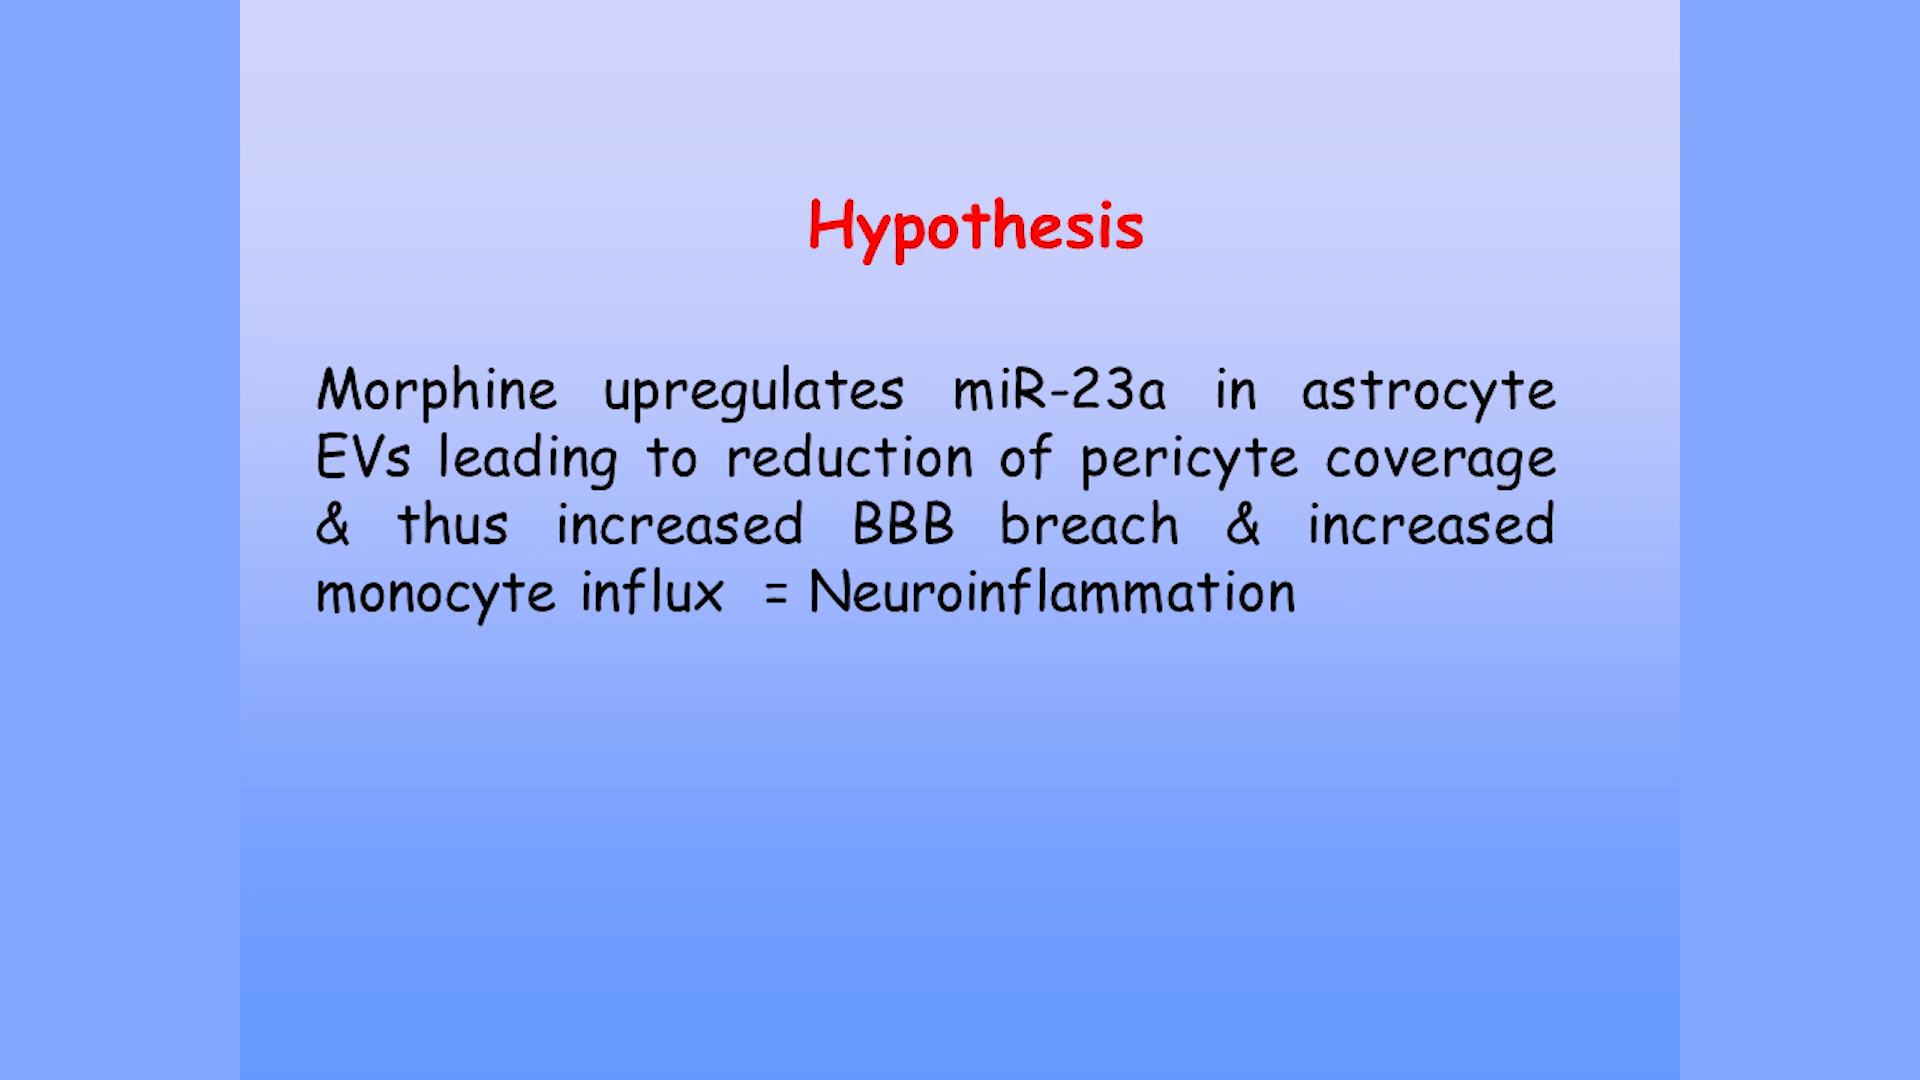 Hypothesis
Morphine upregulates miR-23a in astrocyte
EVs leading to reduction of pericyte coverage
& thus increased BBB breach & increased
monocyte influx = Neuroinflammation